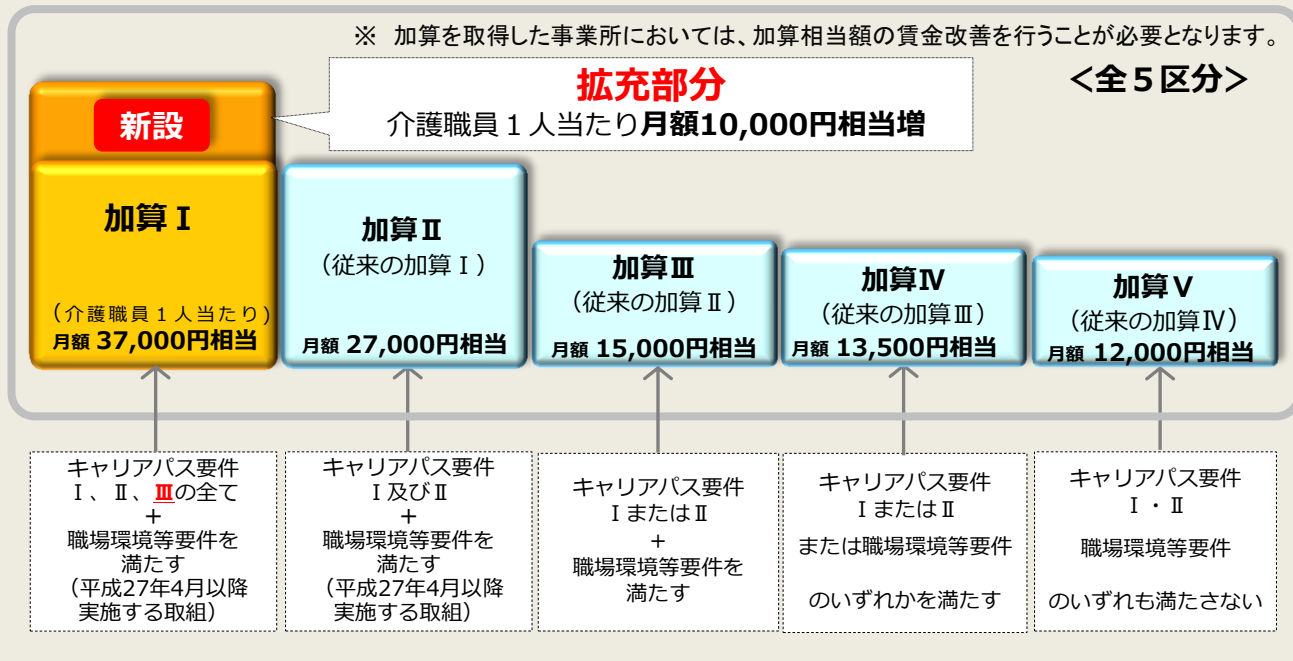 ※ 加算を取得した事業所においては、加算相当額の賃金改善を行うことが必要となります。
拡充部分
介護職員１人当たり月額10,000円相当増
＜全５区分＞
新設
加算Ⅰ
（介護職員１人当たり）
月額 37,000円相当
加算Ⅱ
（従来の加算Ⅰ）
月額 27,000円相当
加算Ⅲ
（従来の加算Ⅱ）
月額 15,000円相当
加算Ⅳ
（従来の加算Ⅲ）
月額 13,500円相当
加算Ⅴ
（従来の加算Ⅳ）
月額 12,000円相当
キャリアパス要件
Ⅰ、Ⅱ、Ⅲの全て
+
職場環境等要件を
満たす
（平成27年4月以降
実施する取組）
キャリアパス要件
Ⅰ及びⅡ
+
職場環境等要件を
満たす
（平成27年4月以降
実施する取組）
キャリアパス要件
ⅠまたはⅡ
+
職場環境等要件を
満たす
キャリアパス要件
ⅠまたはⅡ
または職場環境等要件
のいずれかを満たす
キャリアパス要件
Ⅰ・Ⅱ
職場環境等要件
のいずれも満たさない